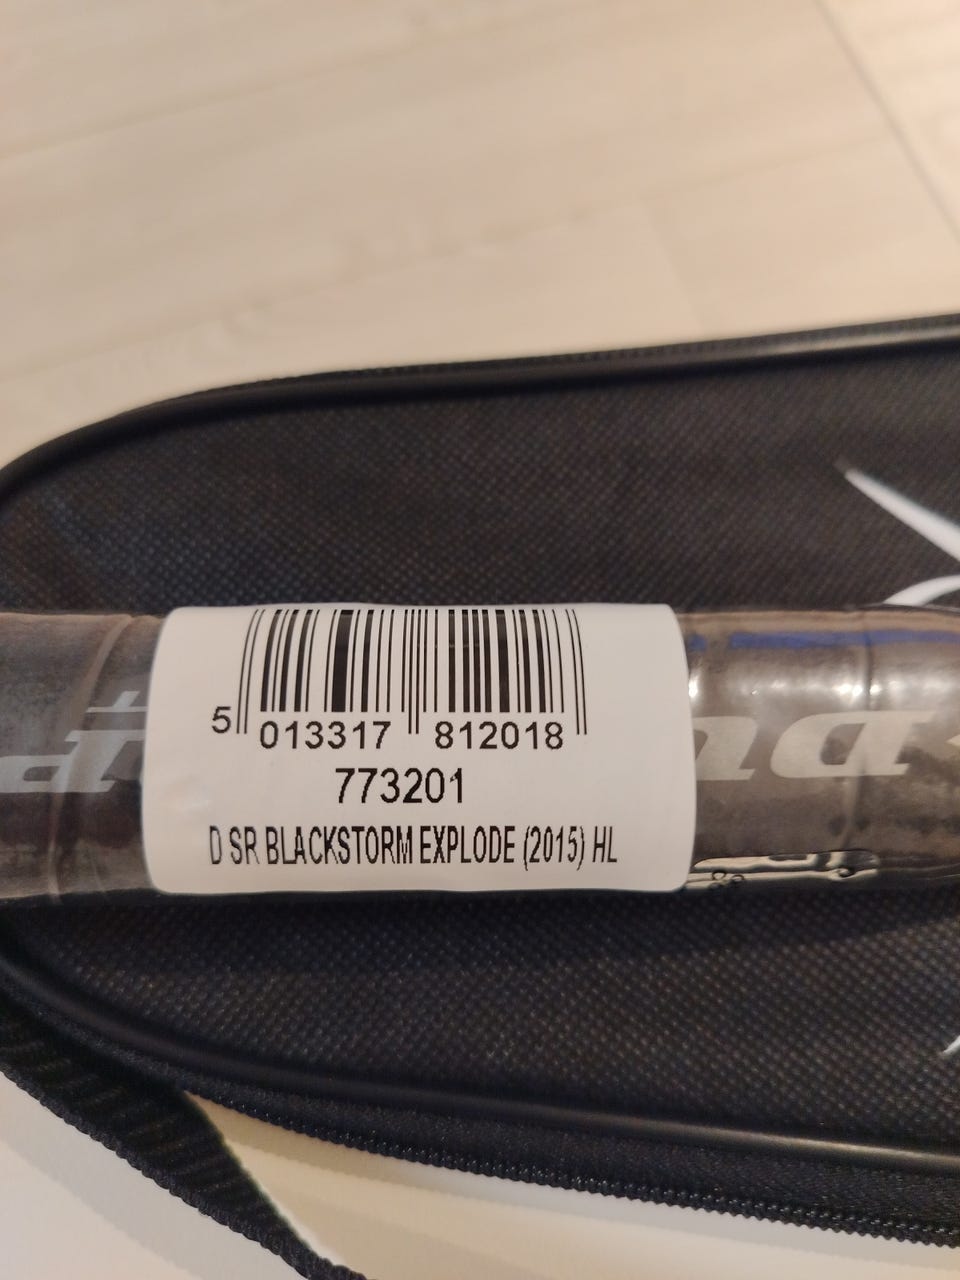 5 013317 812018
773201
D SR BLACKSTORM EXPLODE (2015) HL